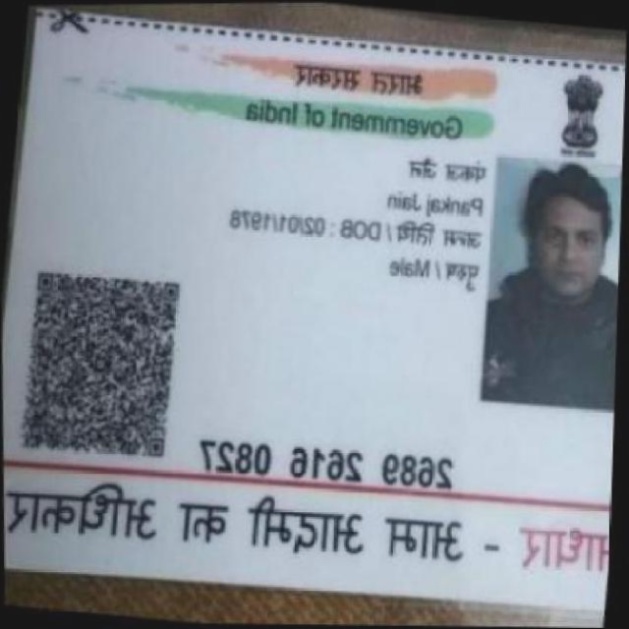 भारत सरकार
Government of India
पंकज जैन
Pankaj Jain
जन्म तिथि / DOB : 02/01/1978
पुरुष / Male
2689 2616 0827
आधार - आम आदमी का अधिकार